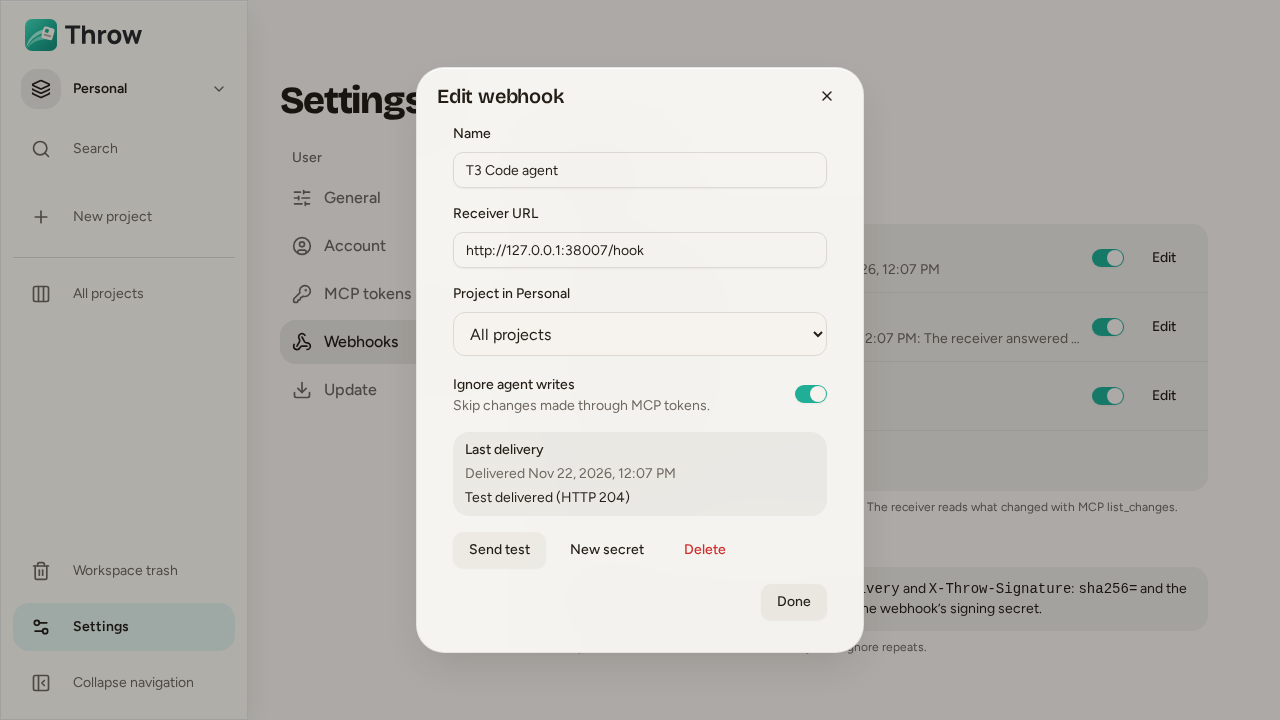 Throw
Personal
Search
New project
All projects
Workspace trash
Settings
Collapse navigation
Settings
User
General
Account
MCP tokens
Webhooks
Update
Edit webhook
Name
T3 Code agent
Receiver URL
http://127.0.0.1:38007/hook
Project in Personal
All projects
Ignore agent writes
Skip changes made through MCP tokens.
Last delivery
Delivered Nov 22, 2026, 12:07 PM
Test delivered (HTTP 204)
Send test
New secret
Delete
Done
26, 12:07 PM
Edit
2:07 PM: The receiver answered ...
Edit
Edit
The receiver reads what changed with MCP list_changes.
and X-Throw-Signature: sha256= and the
webhook's signing secret.
ignore repeats.